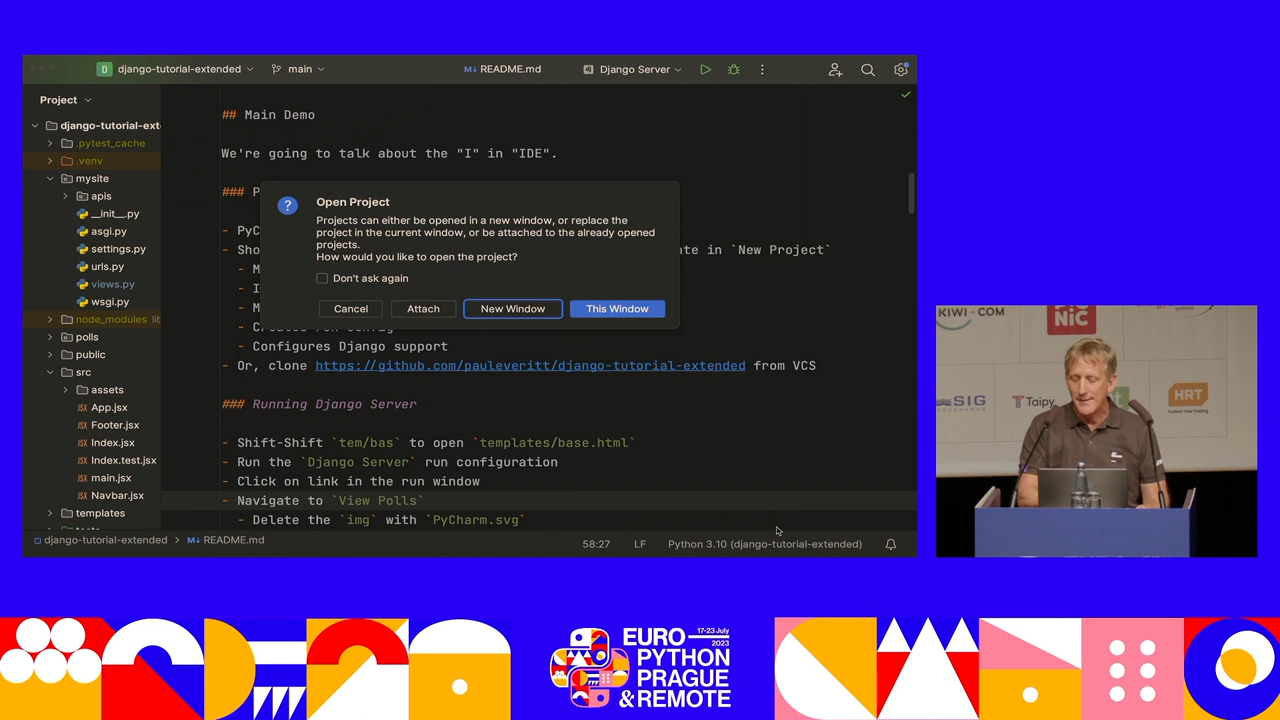 D django-tutorial-extended main README.md Django Server
Project
django-tutorial-ext
.pytest_cache
.venv
mysite
apis
__init__.py
asgi.py
settings.py
urls.py
views.py
wsgi.py
node_modules lib
polls
public
src
assets
App.jsx
Footer.jsx
Index.jsx
Index.test.jsx
main.jsx
Navbar.jsx
templates
## Main Demo
We're going to talk about the "I" in "IDE".
### P
- PyC
- Sho ate in `New Project`
- M
- I
- M
- Configures Django support
- Or, clone https://github.com/pauleveritt/django-tutorial-extended from VCS
### Running Django Server
- Shift-Shift `tem/bas` to open `templates/base.html`
- Run the `Django Server` run configuration
- Click on link in the run window
- Navigate to `View Polls`
- Delete the `img` with `PyCharm.svg`
Open Project
Projects can either be opened in a new window, or replace the
project in the current window, or be attached to the already opened
projects.
How would you like to open the project?
Don't ask again
Cancel Attach New Window This Window
django-tutorial-extended > README.md 58:27 LF Python 3.10 (django-tutorial-extended)
KIWI.COM
NIC
SIG
Taipy
HRT
17-23 July
2023
EURO
PYTHON
PRAGUE
& REMOTE